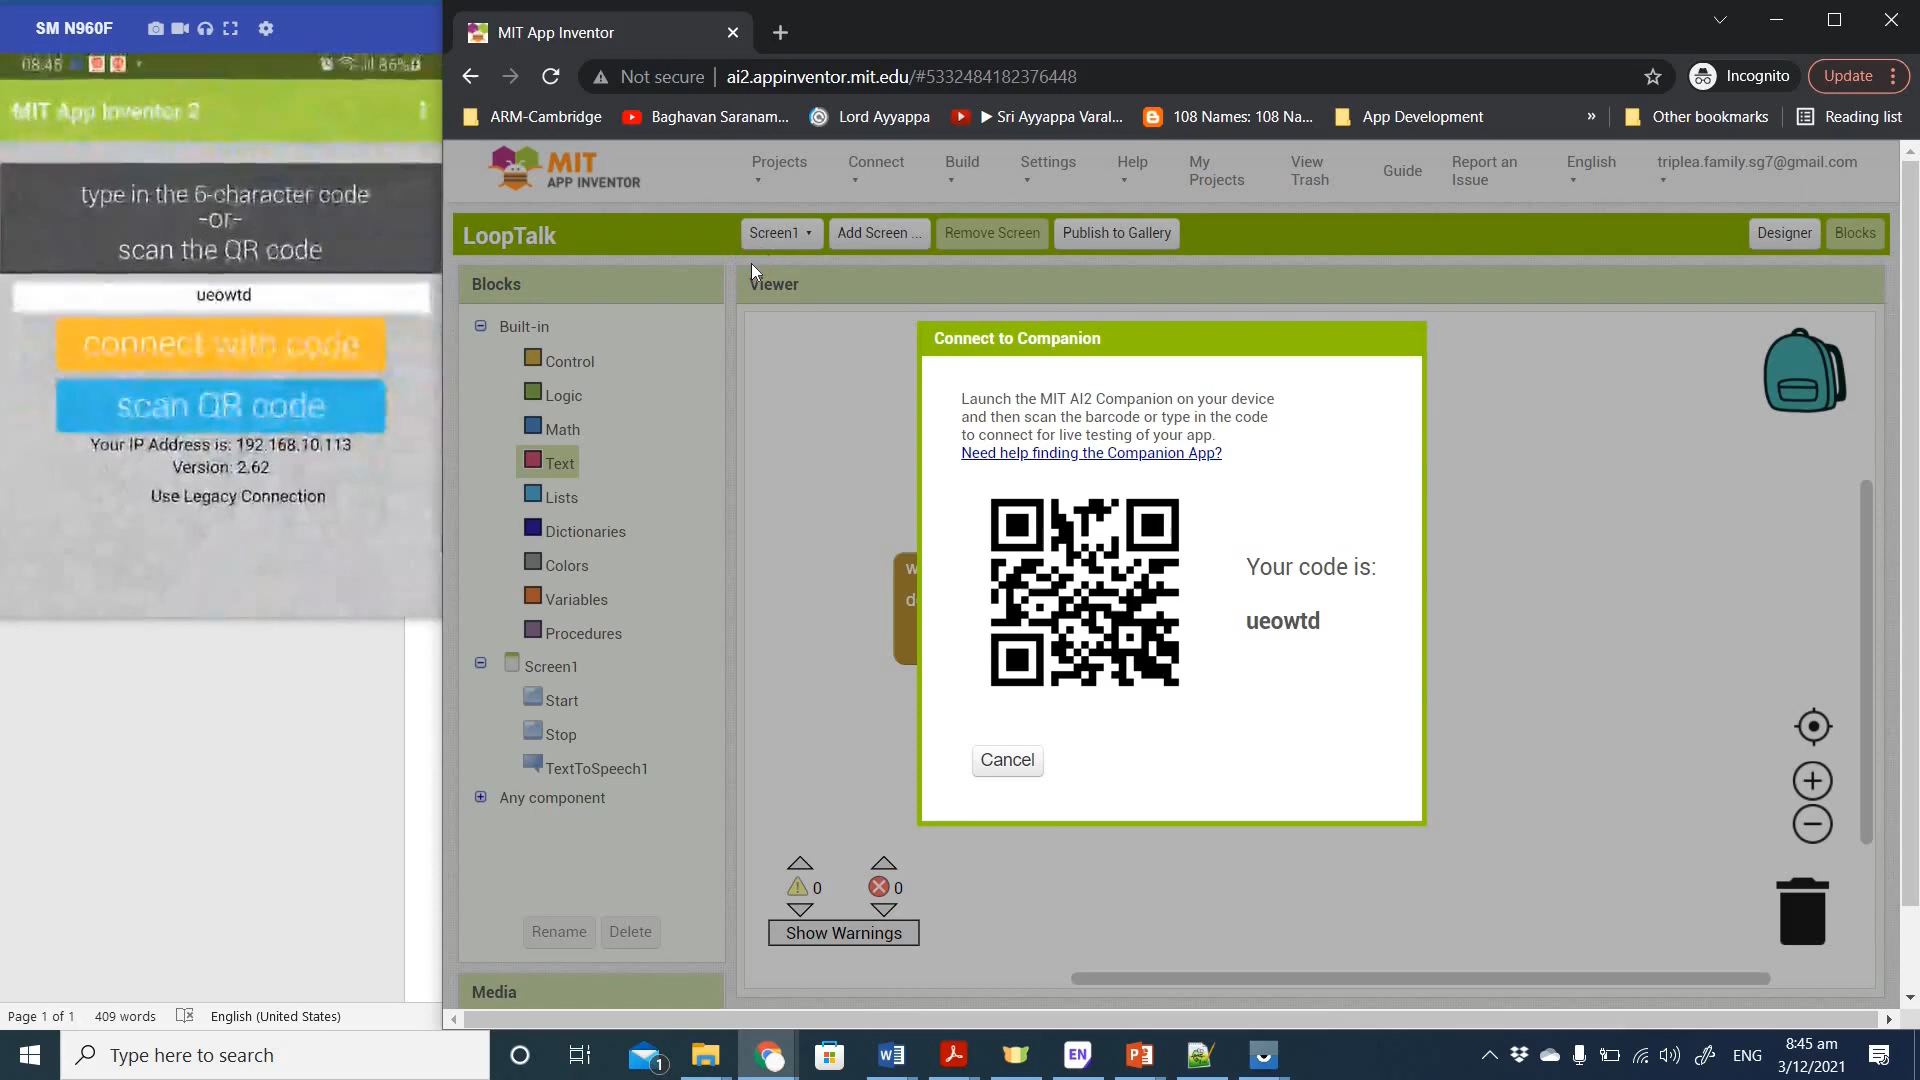 SM N960F
08:45
86%
MIT App Inventor 2
type in the 6-character code
-or-
scan the QR code
ueowtd
connect with code
scan QR code
Your IP Address is: 192.168.10.113
Version: 2.62
Use Legacy Connection
Page 1 of 1 409 words English (United States)
MIT App Inventor
Not secure ai2.appinventor.mit.edu/#5332484182376448
Incognito
Update
ARM-Cambridge Baghavan Saranam... Lord Ayyappa ▶ Sri Ayyappa Varal... 108 Names: 108 Na... App Development » Other bookmarks Reading list
MIT
APP INVENTOR
Projects Connect Build Settings Help My Projects View Trash Guide Report an Issue English triplea.family.sg7@gmail.com
LoopTalk
Screen1 Add Screen ... Remove Screen Publish to Gallery Designer Blocks
Blocks
Built-in
Control
Logic
Math
Text
Lists
Dictionaries
Colors
Variables
Procedures
Screen1
Start
Stop
TextToSpeech1
Any component
Rename Delete
Media
Viewer
w
d
Connect to Companion
Launch the MIT AI2 Companion on your device
and then scan the barcode or type in the code
to connect for live testing of your app.
Need help finding the Companion App?
Your code is:
ueowtd
Cancel
0 0
Show Warnings
Type here to search
1
EN
ENG
8:45 am
3/12/2021